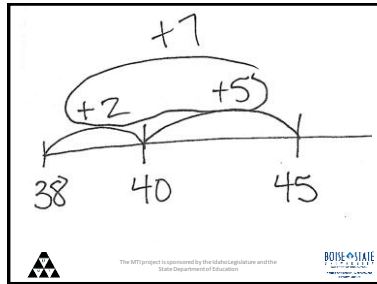 +7
+2 +5
38 40 45
The MTI project is sponsored by the Idaho Legislature and the
State Department of Education
BOISE STATE
UNIVERSITY